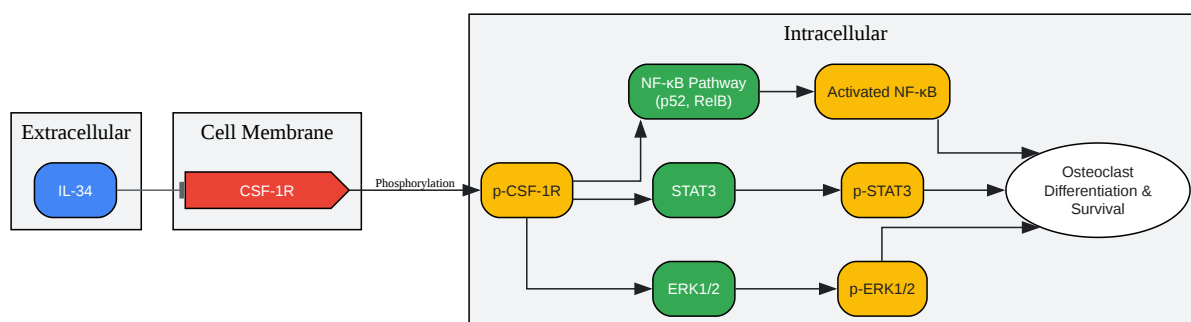 Extracellular
IL-34
Cell Membrane
CSF-1R
Phosphorylation
Intracellular
p-CSF-1R
NF-κB Pathway
(p52, RelB)
Activated NF-κB
STAT3
p-STAT3
ERK1/2
p-ERK1/2
Osteoclast
Differentiation &
Survival